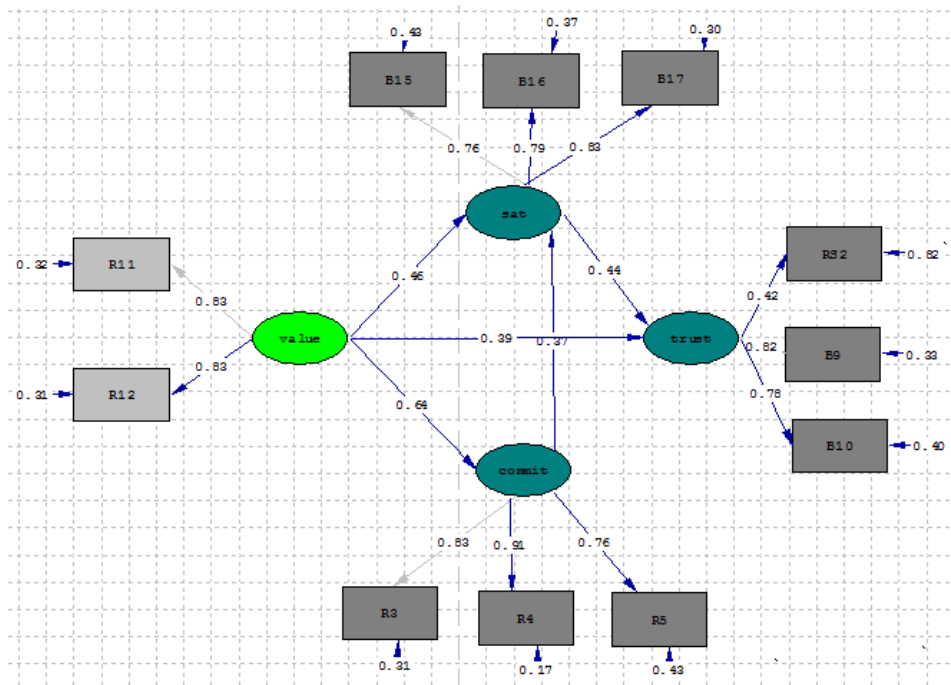 0.43
0.37
0.30
B15
B16
B17
0.76
0.79
0.83
sat
0.32
R11
0.83
0.46
0.44
RS2
0.82
0.42
value
0.39
0.37
trust
0.82
B9
0.33
0.83
0.31
R12
0.64
0.78
B10
0.40
commit
0.83
0.91
0.76
R3
R4
R5
0.31
0.17
0.43